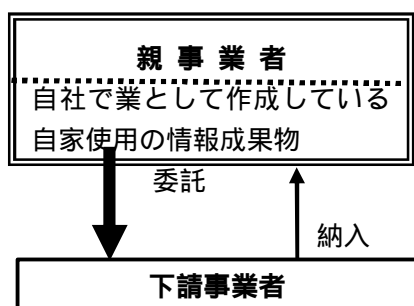 親事業者
自社で業として作成している
自家使用の情報成果物
委託
納入
下請事業者